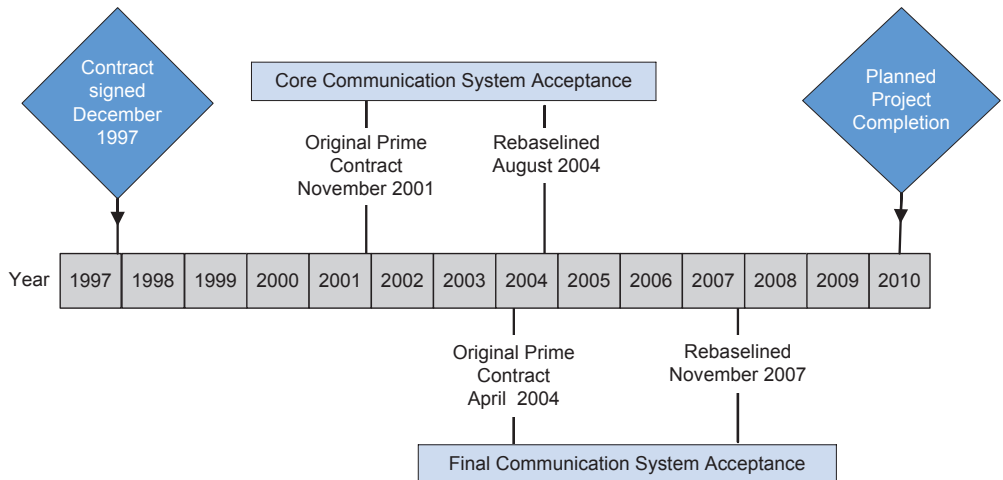 Contract
signed
December
1997
Core Communication System Acceptance
Planned
Project
Completion
Original Prime
Contract
November 2001
Rebaselined
August 2004
Year 1997 1998 1999 2000 2001 2002 2003 2004 2005 2006 2007 2008 2009 2010
Original Prime
Contract
April 2004
Rebaselined
November 2007
Final Communication System Acceptance